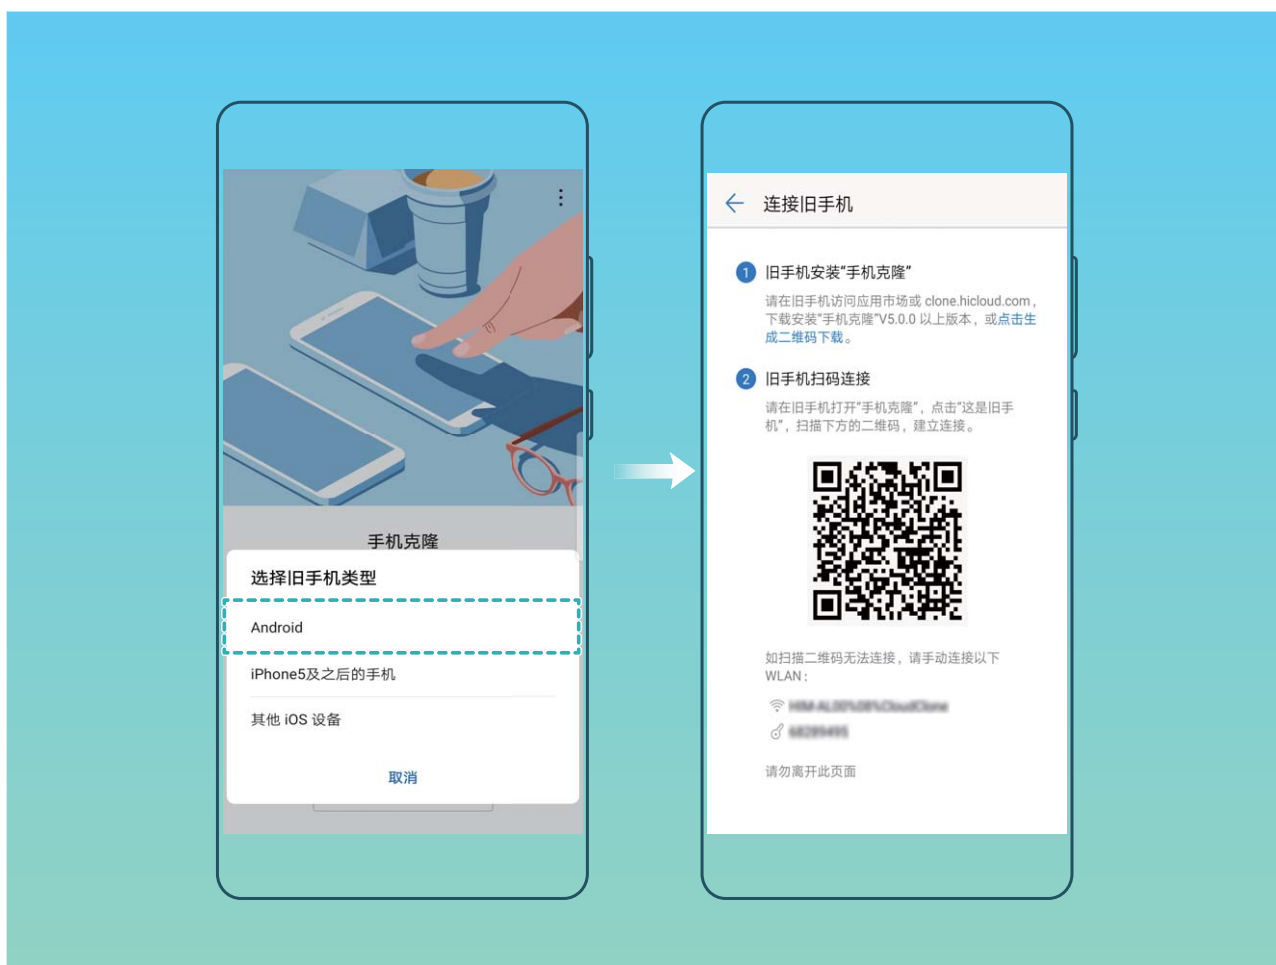 手机克隆
选择旧手机类型
Android
iPhone5及之后的手机
其他 iOS 设备
取消
连接旧手机
1 旧手机安装“手机克隆”
请在旧手机访问应用市场或 clone.hicloud.com，
下载安装“手机克隆”V5.0.0 以上版本，或点击生
成二维码下载。
2 旧手机扫码连接
请在旧手机打开“手机克隆”，点击“这是旧手
机”，扫描下方的二维码，建立连接。
如扫描二维码无法连接，请手动连接以下
WLAN：
请勿离开此页面